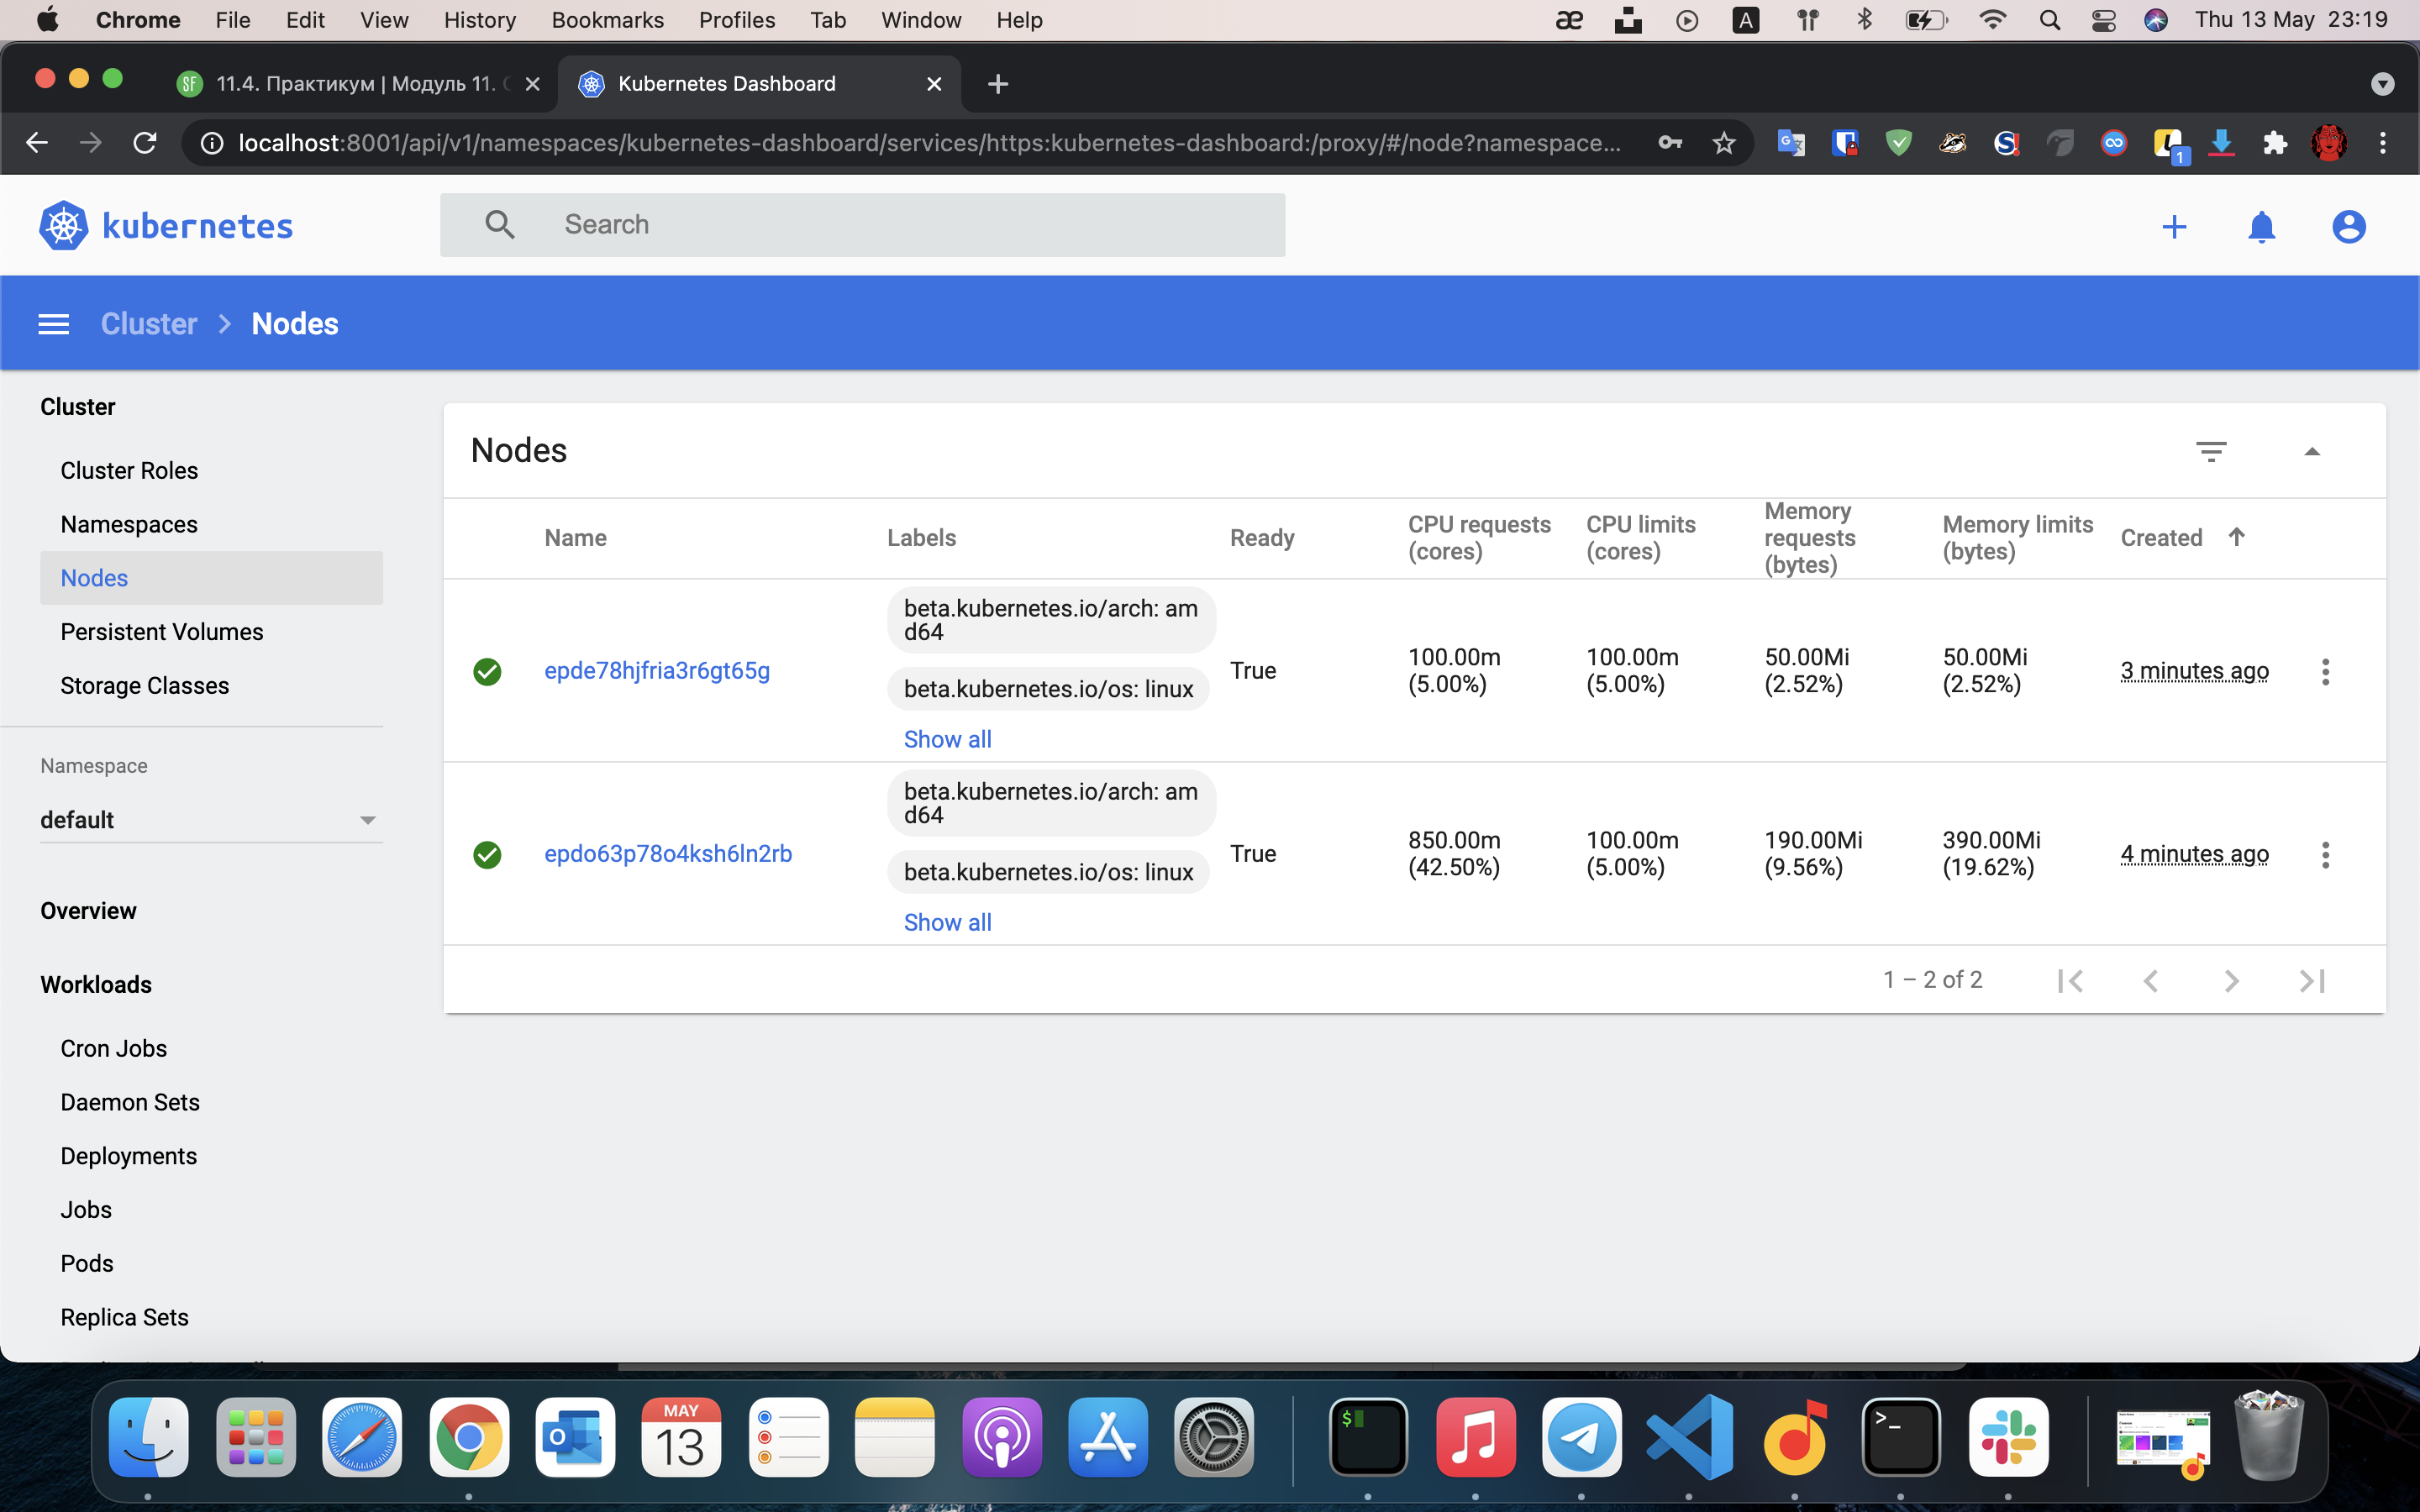 Chrome File Edit View History Bookmarks Profiles Tab Window Help A Thu 13 May 23:19
SF 11.4. Практикум | Модуль 11. Kubernetes Dashboard
localhost:8001/api/v1/namespaces/kubernetes-dashboard/services/https:kubernetes-dashboard:/proxy/#/node?namespace... 1
kubernetes
Search
Cluster > Nodes
Cluster
Cluster Roles
Namespaces
Nodes
Persistent Volumes
Storage Classes
Namespace
default
Overview
Workloads
Cron Jobs
Daemon Sets
Deployments
Jobs
Pods
Replica Sets
Nodes
Name Labels Ready CPU requests (cores) CPU limits (cores) Memory requests (bytes) Memory limits (bytes) Created
beta.kubernetes.io/arch: am
d64
epde78hjfria3r6gt65g
beta.kubernetes.io/os: linux
Show all
True
100.00m
(5.00%)
100.00m
(5.00%)
50.00Mi
(2.52%)
50.00Mi
(2.52%)
3 minutes ago
beta.kubernetes.io/arch: am
d64
epdo63p78o4ksh6ln2rb
beta.kubernetes.io/os: linux
Show all
True
850.00m
(42.50%)
100.00m
(5.00%)
190.00Mi
(9.56%)
390.00Mi
(19.62%)
4 minutes ago
1 – 2 of 2
MAY
13